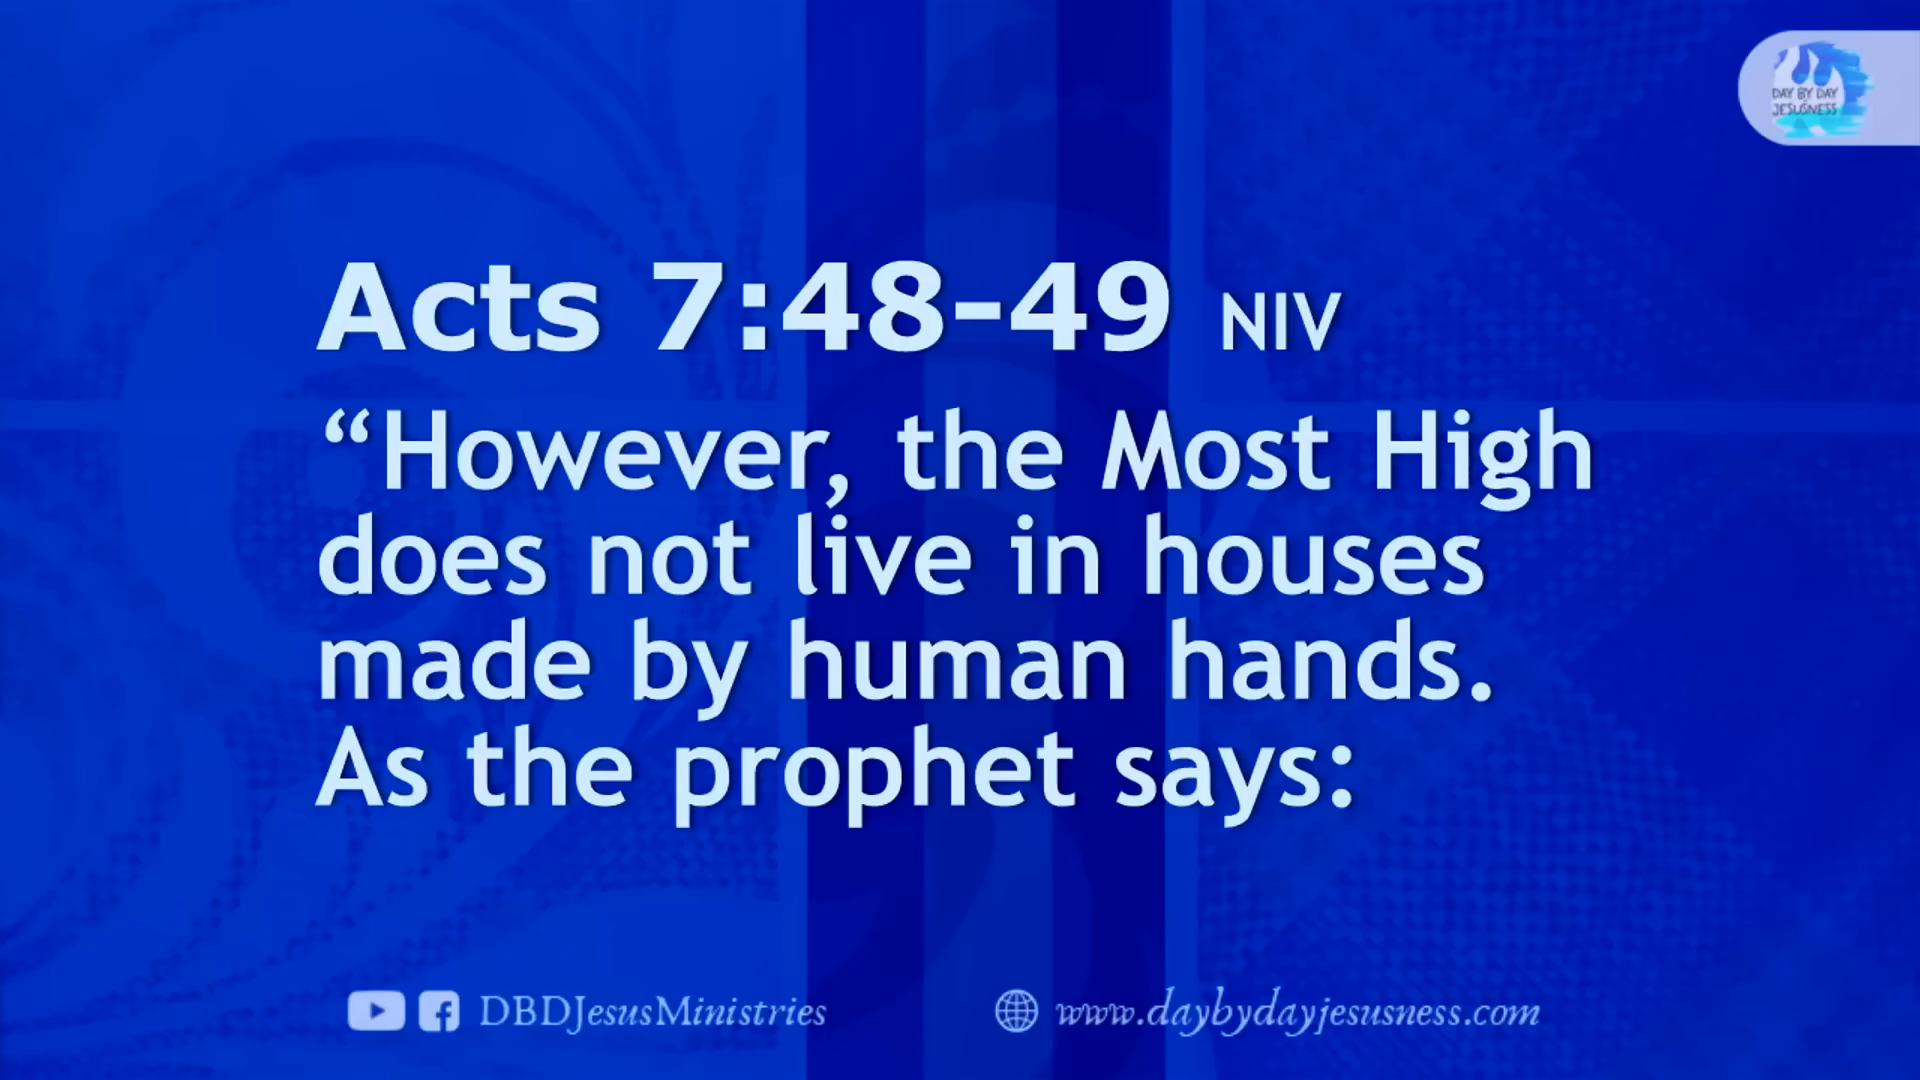 DAY BY DAY
JESUSNESS
Acts 7:48-49 NIV
“However, the Most High
does not live in houses
made by human hands.
As the prophet says:
DBDJesusMinistries
www.daybydayjesusness.com